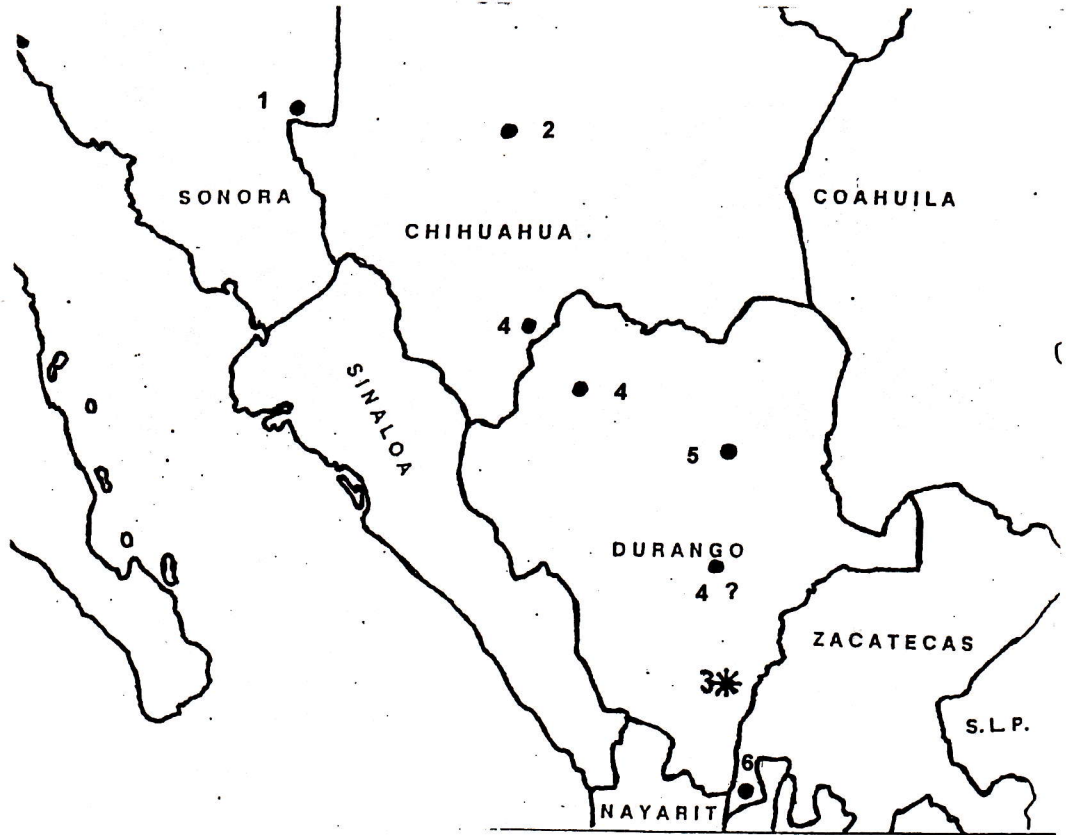 1
2
SONORA
COAHUILA
CHIHUAHUA
4
SINALOA
4
5
DURANGO
4 ?
ZACATECAS
3
S.L.P.
6
NAYARIT